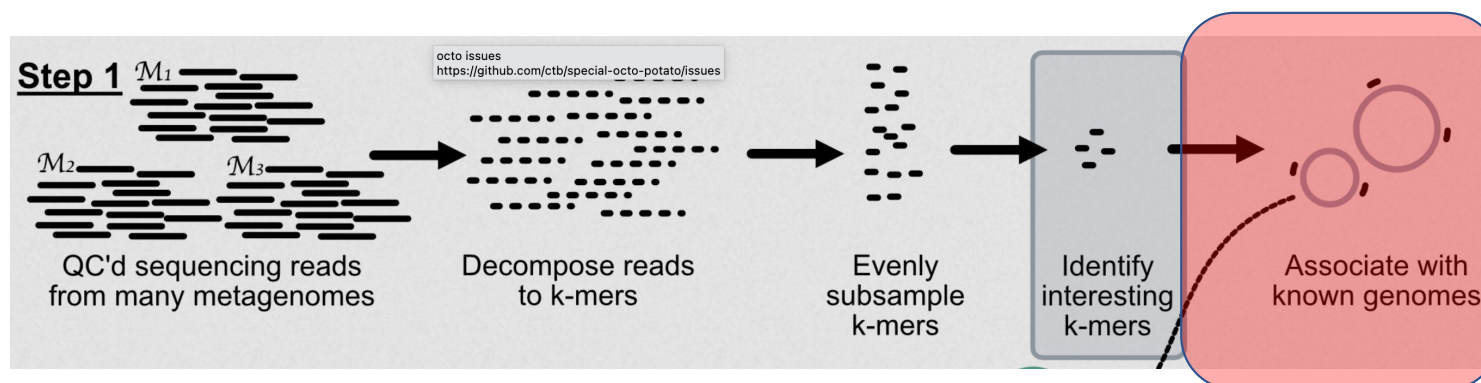 octo issues
https://github.com/ctb/special-octo-potato/issues
Step 1
M1
M2
M3
QC'd sequencing reads
from many metagenomes
Decompose reads
to k-mers
Evenly
subsample
k-mers
Identify
interesting
k-mers
Associate with
known genomes